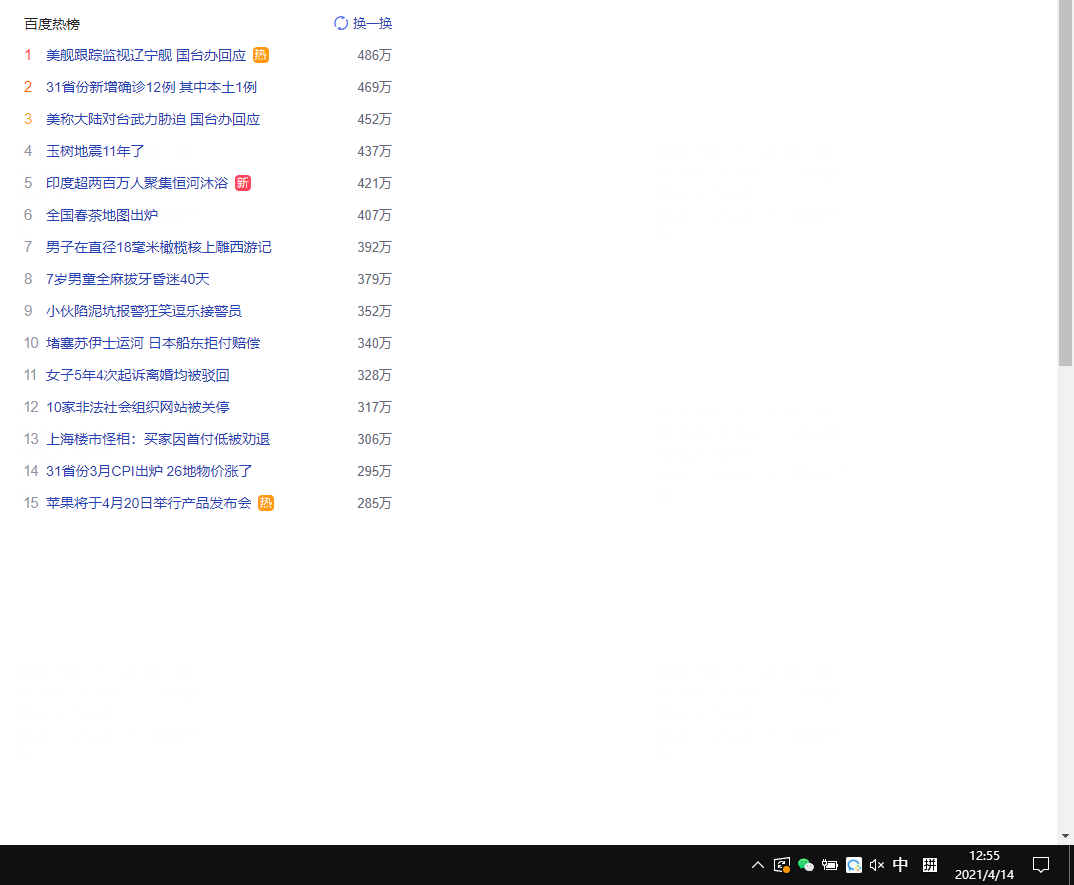 百度热榜 换一换
1 美舰跟踪监视辽宁舰 国台办回应 热 486万
2 31省份新增确诊12例 其中本土1例 469万
3 美称大陆对台武力胁迫 国台办回应 452万
4 玉树地震11年了 437万
5 印度超两百万人聚集恒河沐浴 新 421万
6 全国春茶地图出炉 407万
7 男子在直径18毫米橄榄核上雕西游记 392万
8 7岁男童全麻拔牙昏迷40天 379万
9 小伙陷泥坑报警狂笑逗乐接警员 352万
10 堵塞苏伊士运河 日本船东拒付赔偿 340万
11 女子5年4次起诉离婚均被驳回 328万
12 10家非法社会组织网站被关停 317万
13 上海楼市怪相：买家因首付低被劝退 306万
14 31省份3月CPI出炉 26地物价涨了 295万
15 苹果将于4月20日举行产品发布会 热 285万
中 拼 12:55
2021/4/14